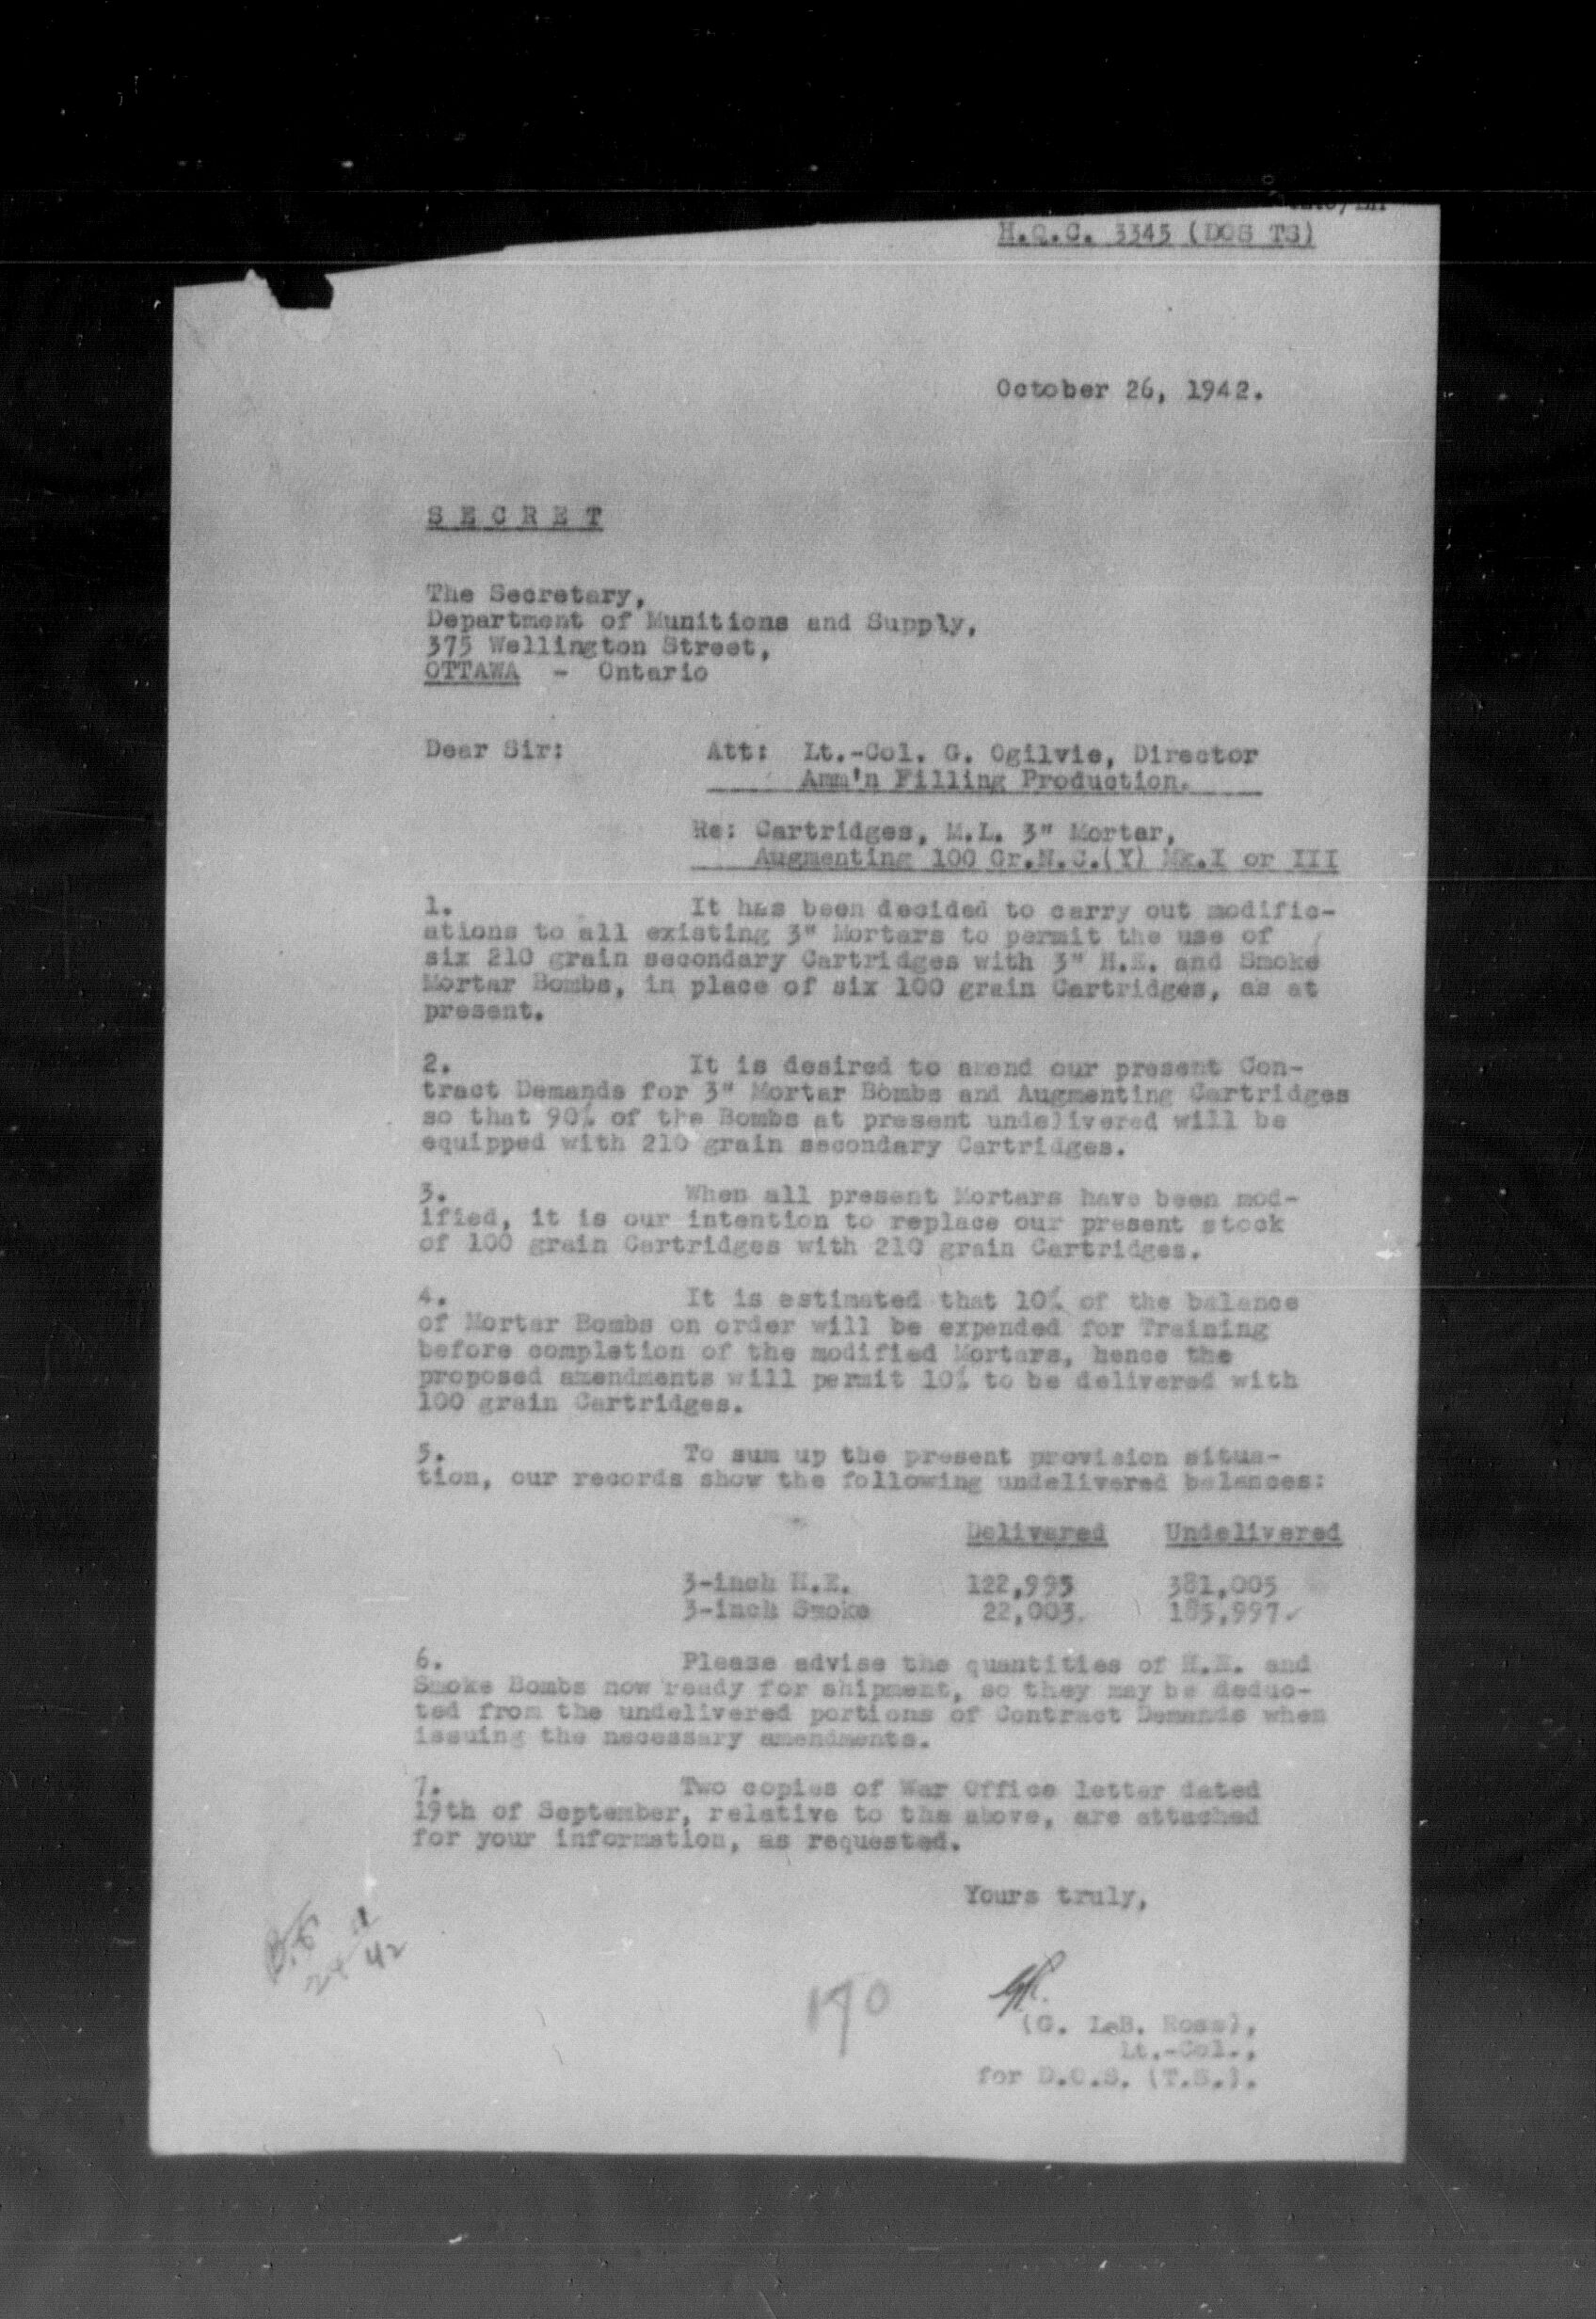 H.Q.C. 3345 (DOS TS)
October 26, 1942.
S E C R E T
The Secretary,
Department of Munitions and Supply,
375 Wellington Street,
OTTAWA - Ontario
Dear Sir: Att: Lt.-Col. G. Ogilvie, Director
Amm'n Filling Production.
Re: Cartridges, M.L. 3" Mortar,
Augmenting 100 Gr.N.C.(Y) Mk.I or III
1. It has been decided to carry out modific-
ations to all existing 3" Mortars to permit the use of
six 210 grain secondary Cartridges with 3" H.E. and Smoke
Mortar Bombs, in place of six 100 grain Cartridges, as at
present.
2. It is desired to amend our present Con-
tract Demands for 3" Mortar Bombs and Augmenting Cartridges
so that 90% of the Bombs at present undelivered will be
equipped with 210 grain secondary Cartridges.
3. When all present Mortars have been mod-
ified, it is our intention to replace our present stock
of 100 grain Cartridges with 210 grain Cartridges.
4. It is estimated that 10% of the balance
of Mortar Bombs on order will be expended for Training
before completion of the modified Mortars, hence the
proposed amendments will permit 10% to be delivered with
100 grain Cartridges.
5. To sum up the present provision situa-
tion, our records show the following undelivered balances:
Delivered Undelivered
3-inch H.E. 122,995 381,005
3-inch Smoke 22,003 185,997
6. Please advise the quantities of H.E. and
Smoke Bombs now ready for shipment, so they may be deduc-
ted from the undelivered portions of Contract Demands when
issuing the necessary amendments.
7. Two copies of War Office letter dated
19th of September, relative to the above, are attached
for your information, as requested.
Yours truly,
42
190
(G. LeB. Ross),
Lt.-Col.,
for D.O.S. (T.S.).